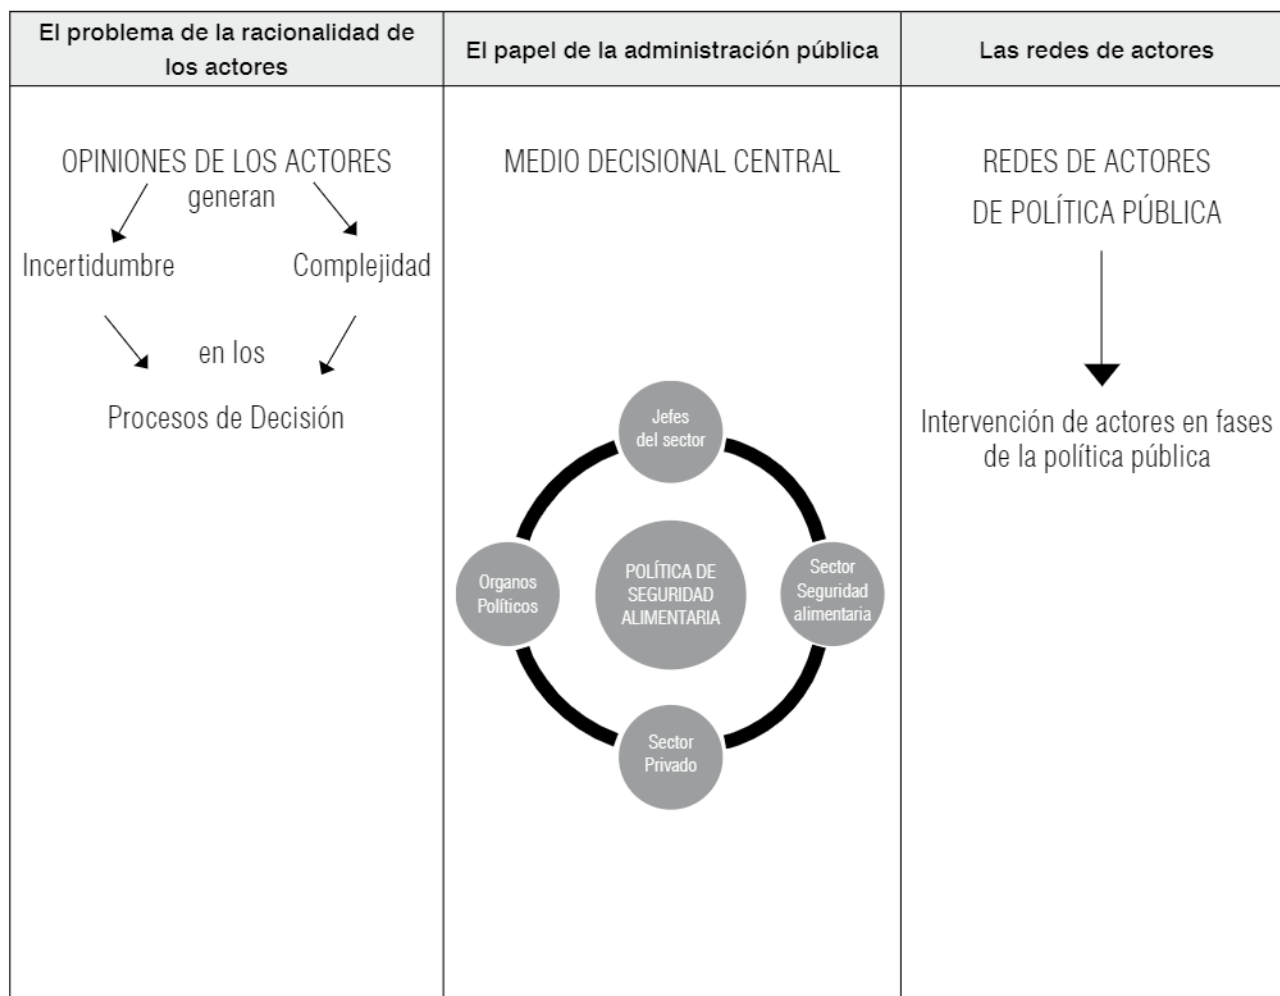 El problema de la racionalidad de
los actores
El papel de la administración pública
Las redes de actores
OPINIONES DE LOS ACTORES
generan
Incertidumbre
Complejidad
en los
Procesos de Decisión
MEDIO DECISIONAL CENTRAL
Jefes
del sector
Organos
Políticos
POLÍTICA DE
SEGURIDAD
ALIMENTARIA
Sector
Seguridad
alimentaria
Sector
Privado
REDES DE ACTORES
DE POLÍTICA PÚBLICA
Intervención de actores en fases
de la política pública